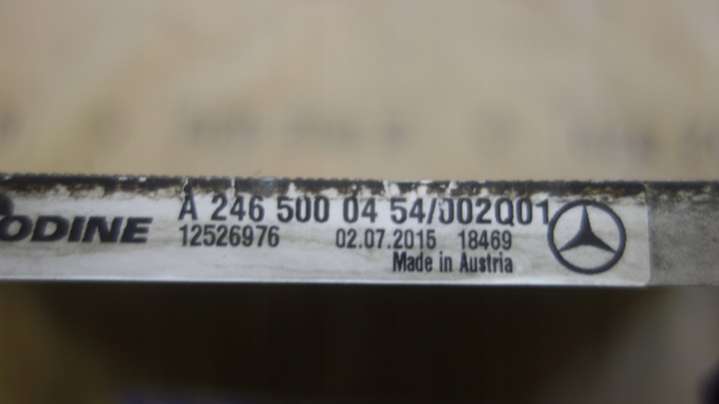 ODINE A 246 500 04 54/002Q01
12526976 02.07.2015 18469
Made in Austria